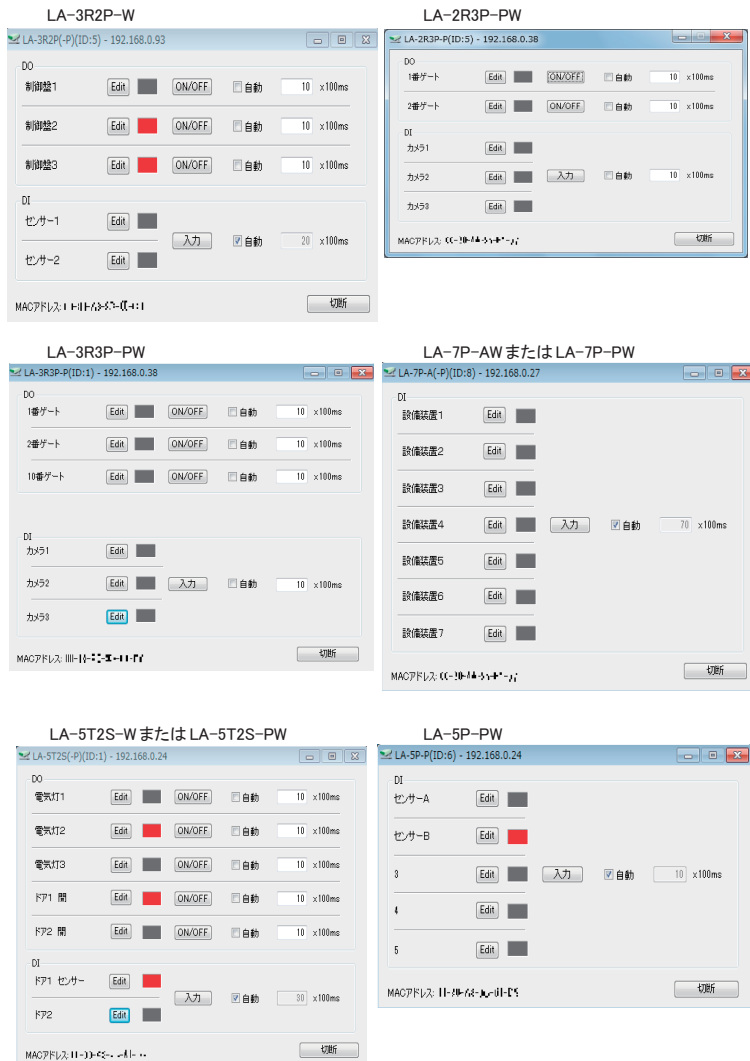 LA-3R2P-W
LA-3R2P(-P)(ID:5) - 192.168.0.93
DO
制御盤1 Edit ON/OFF 自動 10 x100ms
制御盤2 Edit ON/OFF 自動 10 x100ms
制御盤3 Edit ON/OFF 自動 10 x100ms
DI
センサー1 Edit
入力 自動 20 x100ms
センサー2 Edit
MACアドレス:
切断
LA-2R3P-PW
LA-2R3P-P(ID:5) - 192.168.0.38
DO
1番ゲート Edit ON/OFF 自動 10 x100ms
2番ゲート Edit ON/OFF 自動 10 x100ms
DI
カメラ1 Edit
カメラ2 Edit 入力 自動 10 x100ms
カメラ3 Edit
MACアドレス:
切断
LA-3R3P-PW
LA-3R3P-P(ID:1) - 192.168.0.38
DO
1番ゲート Edit ON/OFF 自動 10 x100ms
2番ゲート Edit ON/OFF 自動 10 x100ms
10番ゲート Edit ON/OFF 自動 10 x100ms
DI
カメラ1 Edit
カメラ2 Edit 入力 自動 10 x100ms
カメラ3 Edit
MACアドレス:
切断
LA-7P-AWまたはLA-7P-PW
LA-7P-A(-P)(ID:8) - 192.168.0.27
DI
設備装置1 Edit
設備装置2 Edit
設備装置3 Edit
設備装置4 Edit 入力 自動 70 x100ms
設備装置5 Edit
設備装置6 Edit
設備装置7 Edit
MACアドレス:
切断
LA-5T2S-WまたはLA-5T2S-PW
LA-5T2S(-P)(ID:1) - 192.168.0.24
DO
電気灯1 Edit ON/OFF 自動 10 x100ms
電気灯2 Edit ON/OFF 自動 10 x100ms
電気灯3 Edit ON/OFF 自動 10 x100ms
ドア1 開 Edit ON/OFF 自動 10 x100ms
ドア2 開 Edit ON/OFF 自動 10 x100ms
DI
ドア1 センサー Edit
入力 自動 30 x100ms
ドア2 Edit
MACアドレス:
切断
LA-5P-PW
LA-5P-P(ID:6) - 192.168.0.24
DI
センサーA Edit
センサーB Edit
3 Edit 入力 自動 10 x100ms
4 Edit
5 Edit
MACアドレス:
切断